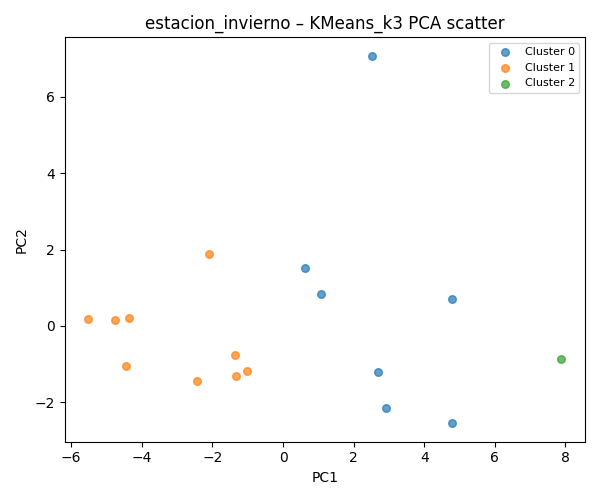 estacion_invierno – KMeans_k3 PCA scatter
Cluster 0
Cluster 1
Cluster 2
PC2
6
4
2
0
−2
−6
−4
−2
0
2
4
6
8
PC1